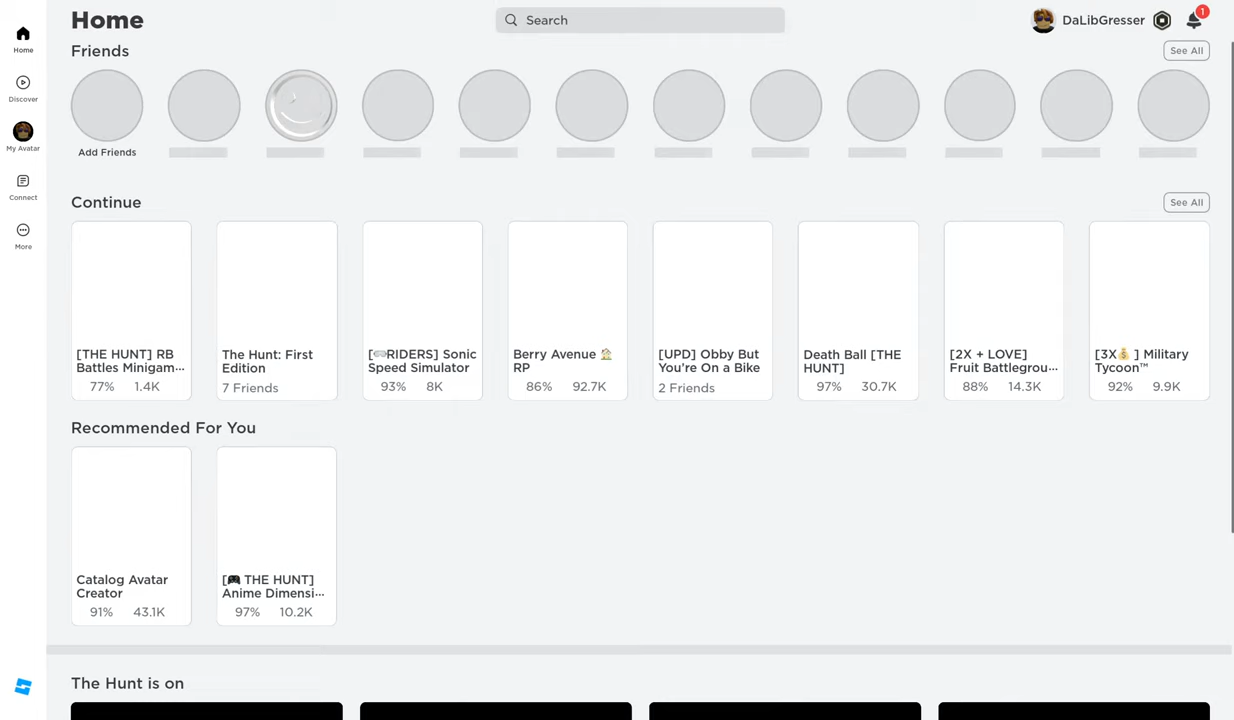 Home
Search
DaLibGresser
1
Home
Discover
My Avatar
Connect
More
Friends
See All
Add Friends
Continue
See All
[THE HUNT] RB
Battles Minigam...
77% 1.4K
The Hunt: First
Edition
7 Friends
[🥽RIDERS] Sonic
Speed Simulator
93% 8K
Berry Avenue 🏠
RP
86% 92.7K
[UPD] Obby But
You're On a Bike
2 Friends
Death Ball [THE
HUNT]
97% 30.7K
[2X + LOVE]
Fruit Battlegrou...
88% 14.3K
[3X💰 ] Military
Tycoon™
92% 9.9K
Recommended For You
Catalog Avatar
Creator
91% 43.1K
[🎮 THE HUNT]
Anime Dimensi...
97% 10.2K
The Hunt is on